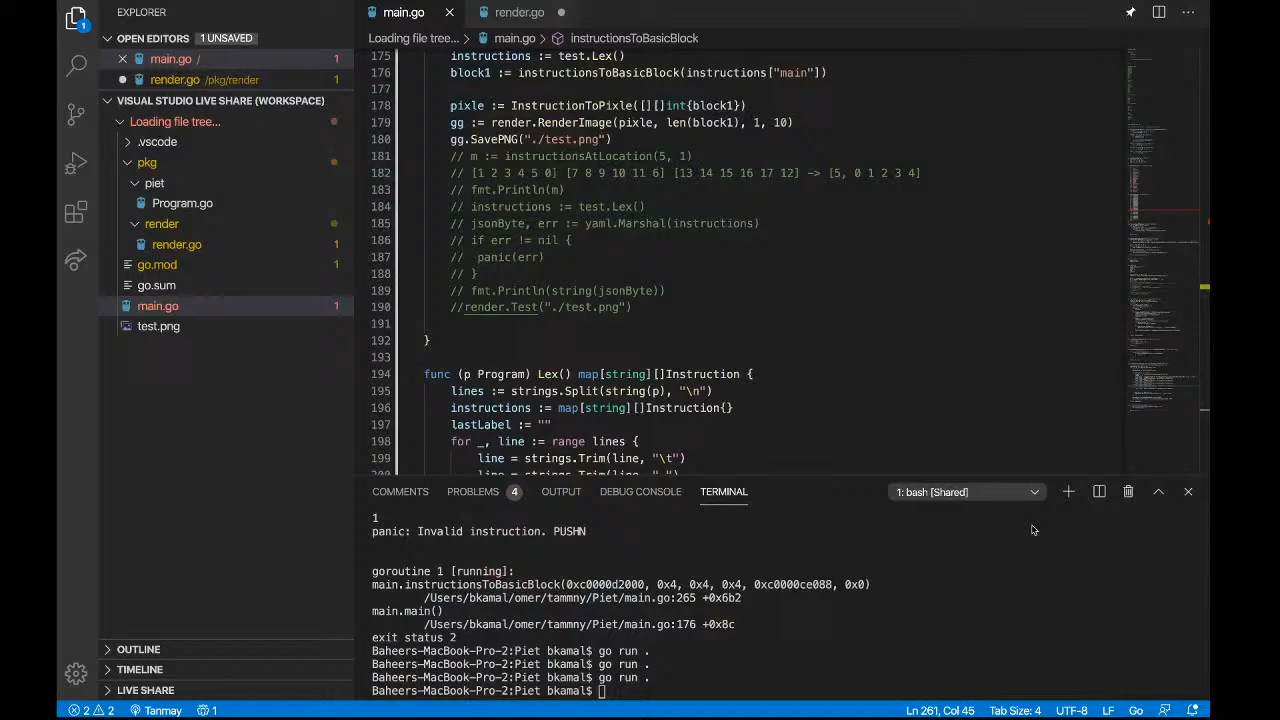 EXPLORER
OPEN EDITORS 1 UNSAVED
main.go / 1
render.go /pkg/render 1
VISUAL STUDIO LIVE SHARE (WORKSPACE)
Loading file tree...
.vscode
pkg
piet
Program.go
render
render.go 1
go.mod 1
go.sum
main.go 1
test.png
OUTLINE
TIMELINE
LIVE SHARE
main.go render.go
Loading file tree... > main.go > instructionsToBasicBlock
175 instructions := test.Lex()
176 block1 := instructionsToBasicBlock(instructions["main"])
177
178 pixle := InstructionToPixle([][]int{block1})
179 gg := render.RenderImage(pixle, len(block1), 1, 10)
180 gg.SavePNG("./test.png")
181 // m := instructionsAtLocation(5, 1)
182 // [1 2 3 4 5 0] [7 8 9 10 11 6] [13 14 15 16 17 12] -> [5, 0 1 2 3 4]
183 // fmt.Println(m)
184 // instructions := test.Lex()
185 // jsonByte, err := yaml.Marshal(instructions)
186 // if err != nil {
187 // panic(err)
188 // }
189 // fmt.Println(string(jsonByte))
190 //render.Test("./test.png")
191
192 }
193
194 func (p Program) Lex() map[string][]Instruction {
195 lines := strings.Split(string(p), "\n")
196 instructions := map[string][]Instruction{}
197 lastLabel := ""
198 for _, line := range lines {
199 line = strings.Trim(line, "\t")
200 line = strings.Trim(line, " ")
COMMENTS PROBLEMS 4 OUTPUT DEBUG CONSOLE TERMINAL 1: bash [Shared]
1
panic: Invalid instruction. PUSHN
goroutine 1 [running]:
main.instructionsToBasicBlock(0xc0000d2000, 0x4, 0x4, 0x4, 0xc0000ce088, 0x0)
/Users/bkamal/omer/tammny/Piet/main.go:265 +0x6b2
main.main()
/Users/bkamal/omer/tammny/Piet/main.go:176 +0x8c
exit status 2
Baheers-MacBook-Pro-2:Piet bkamal$ go run .
Baheers-MacBook-Pro-2:Piet bkamal$ go run .
Baheers-MacBook-Pro-2:Piet bkamal$ go run .
Baheers-MacBook-Pro-2:Piet bkamal$
2 2 Tanmay 1 Ln 261, Col 45 Tab Size: 4 UTF-8 LF Go